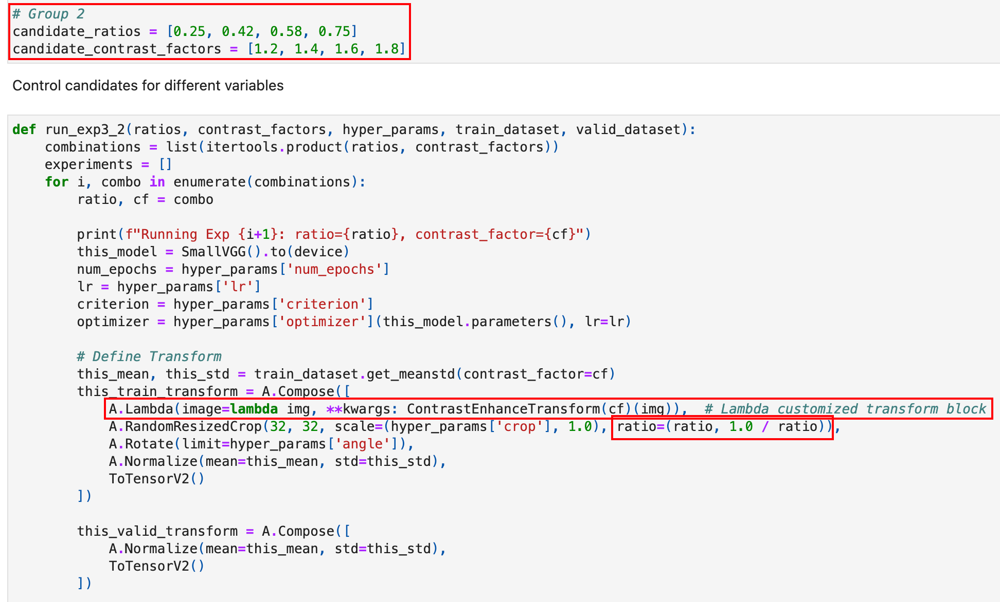 # Group 2
candidate_ratios = [0.25, 0.42, 0.58, 0.75]
candidate_contrast_factors = [1.2, 1.4, 1.6, 1.8]
Control candidates for different variables
def run_exp3_2(ratios, contrast_factors, hyper_params, train_dataset, valid_dataset):
    combinations = list(itertools.product(ratios, contrast_factors))
    experiments = []
    for i, combo in enumerate(combinations):
        ratio, cf = combo
        print(f"Running Exp {i+1}: ratio={ratio}, contrast_factor={cf}")
        this_model = SmallVGG().to(device)
        num_epochs = hyper_params['num_epochs']
        lr = hyper_params['lr']
        criterion = hyper_params['criterion']
        optimizer = hyper_params['optimizer'](this_model.parameters(), lr=lr)
        # Define Transform
        this_mean, this_std = train_dataset.get_meanstd(contrast_factor=cf)
        this_train_transform = A.Compose([
            A.Lambda(image=lambda img, **kwargs: ContrastEnhanceTransform(cf)(img)),  # Lambda customized transform block
            A.RandomResizedCrop(32, 32, scale=(hyper_params['crop'], 1.0), ratio=(ratio, 1.0 / ratio)),
            A.Rotate(limit=hyper_params['angle']),
            A.Normalize(mean=this_mean, std=this_std),
            ToTensorV2()
        ])
        this_valid_transform = A.Compose([
            A.Normalize(mean=this_mean, std=this_std),
            ToTensorV2()
        ])